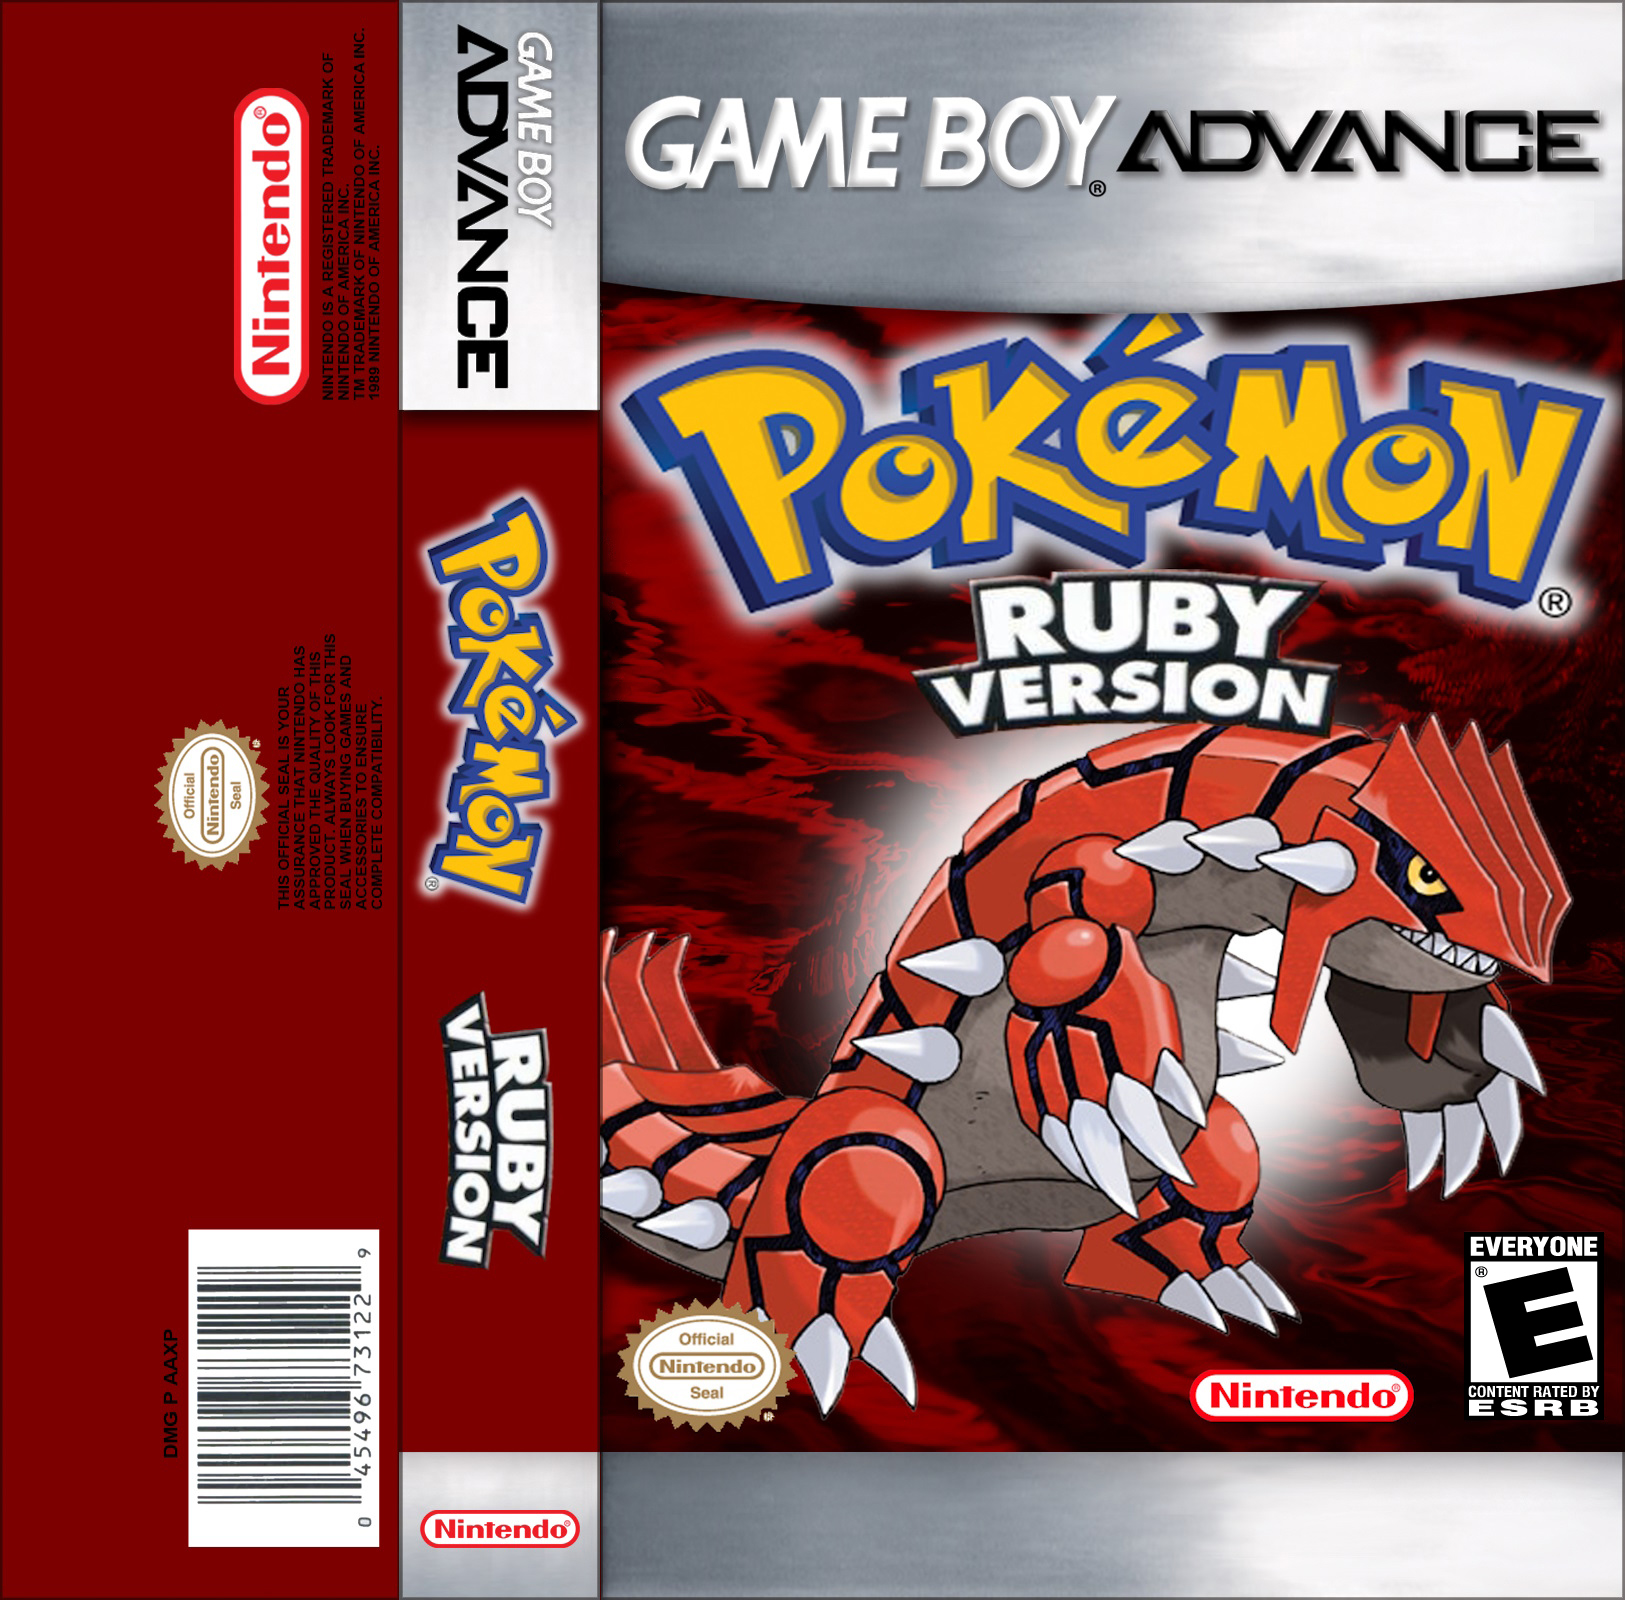 Nintendo®
NINTENDO IS A REGISTERED TRADEMARK OF
NINTENDO OF AMERICA INC.
TM TRADEMARK OF NINTENDO OF AMERICA INC.
1989 NINTENDO OF AMERICA INC.
Official
Nintendo
Seal
THIS OFFICIAL SEAL IS YOUR
ASSURANCE THAT NINTENDO HAS
APPROVED THE QUALITY OF THIS
PRODUCT. ALWAYS LOOK FOR THIS
SEAL WHEN BUYING GAMES AND
ACCESSORIES TO ENSURE
COMPLETE COMPATIBILITY.
DMG P AAXP
0 45496 73122 9
GAME BOY
ADVANCE
POKéMON®
RUBY
VERSION
Nintendo®
GAME BOY® ADVANCE
POKéMON®
RUBY
VERSION
Official
Nintendo
Seal
Nintendo®
EVERYONE
®
E
CONTENT RATED BY
ESRB